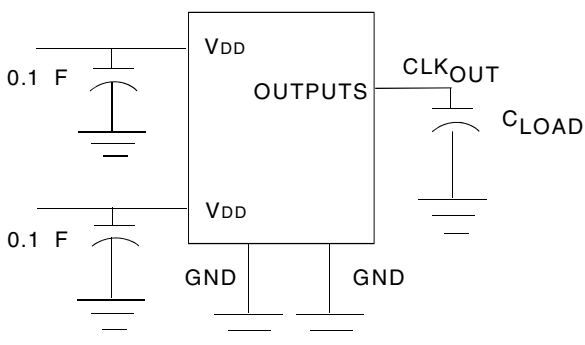 VDD
0.1 F
OUTPUTS
CLKOUT
CLOAD
VDD
0.1 F
GND
GND